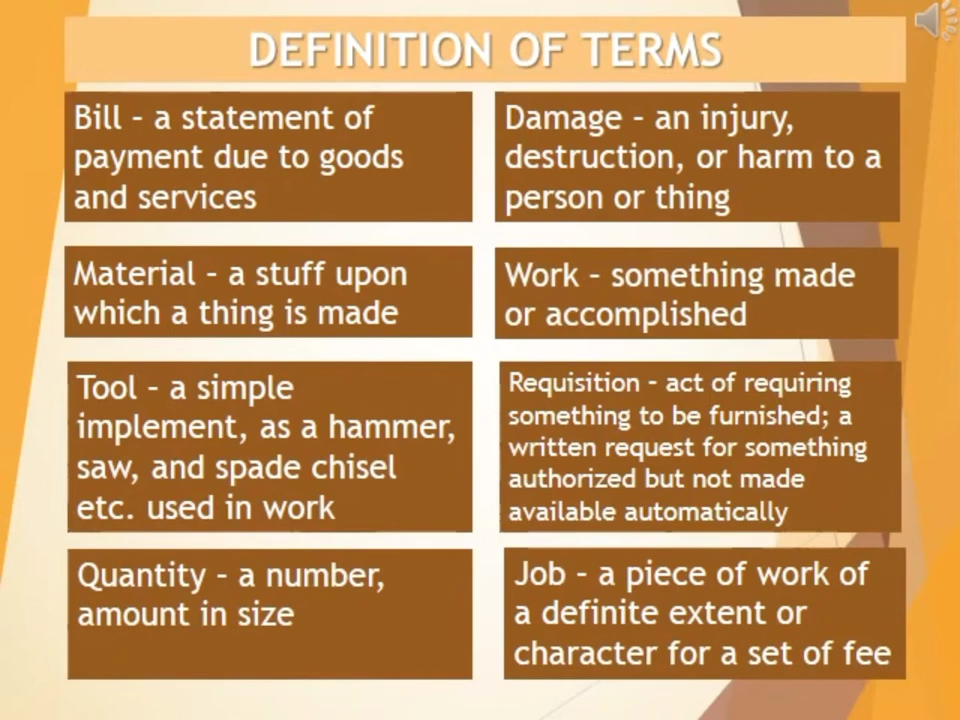 DEFINITION OF TERMS
Bill – a statement of
payment due to goods
and services
Damage – an injury,
destruction, or harm to a
person or thing
Material – a stuff upon
which a thing is made
Work – something made
or accomplished
Tool – a simple
implement, as a hammer,
saw, and spade chisel
etc. used in work
Requisition – act of requiring
something to be furnished; a
written request for something
authorized but not made
available automatically
Quantity – a number,
amount in size
Job – a piece of work of
a definite extent or
character for a set of fee